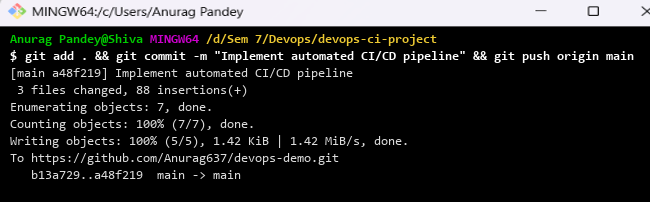 MINGW64:/c/Users/Anurag Pandey
Anurag Pandey@Shiva MINGW64 /d/Sem 7/Devops/devops-ci-project
$ git add . && git commit -m "Implement automated CI/CD pipeline" && git push origin main
[main a48f219] Implement automated CI/CD pipeline
 3 files changed, 88 insertions(+)
Enumerating objects: 7, done.
Counting objects: 100% (7/7), done.
Writing objects: 100% (5/5), 1.42 KiB | 1.42 MiB/s, done.
To https://github.com/Anurag637/devops-demo.git
   b13a729..a48f219  main -> main